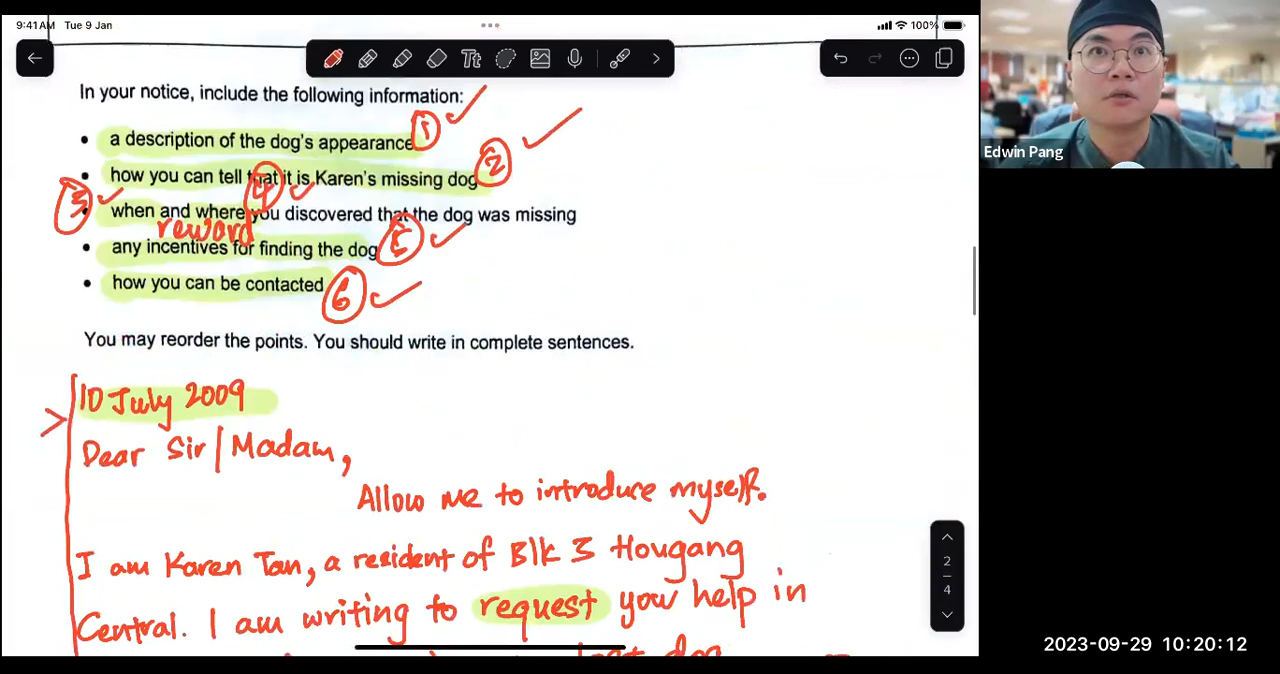 9:41AM Tue 9 Jan
100%
Tt
In your notice, include the following information:
a description of the dog's appearance 1
how you can tell that it is Karen's missing dog 2
3 when and where you discovered that the dog was missing 4
reward
any incentives for finding the dog 5
how you can be contacted 6
You may reorder the points. You should write in complete sentences.
10 July 2009
Dear Sir/Madam,
Allow me to introduce myself.
I am Karen Tan, a resident of Blk 3 Hougang
Central. I am writing to request your help in
lost dog
2
4
Edwin Pang
2023-09-29 10:20:12